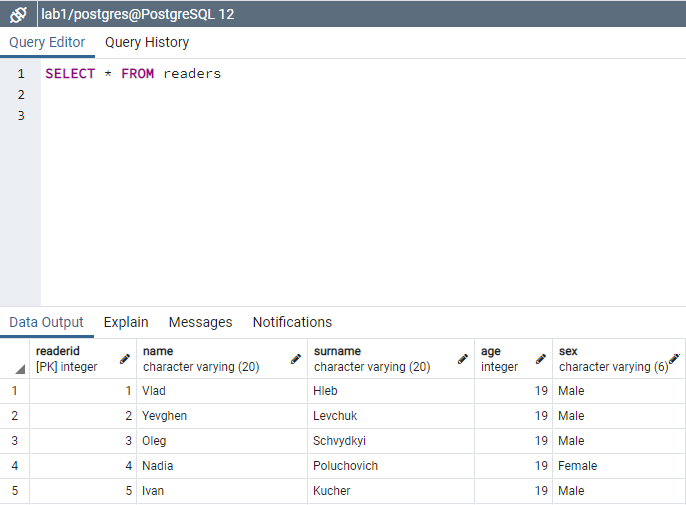 lab1/postgres@PostgreSQL 12
Query Editor Query History
1 SELECT * FROM readers
2
3
Data Output Explain Messages Notifications
readerid name surname age sex
[PK] integer character varying (20) character varying (20) integer character varying (6)
1 1 Vlad Hleb 19 Male
2 2 Yevghen Levchuk 19 Male
3 3 Oleg Schvydkyi 19 Male
4 4 Nadia Poluchovich 19 Female
5 5 Ivan Kucher 19 Male